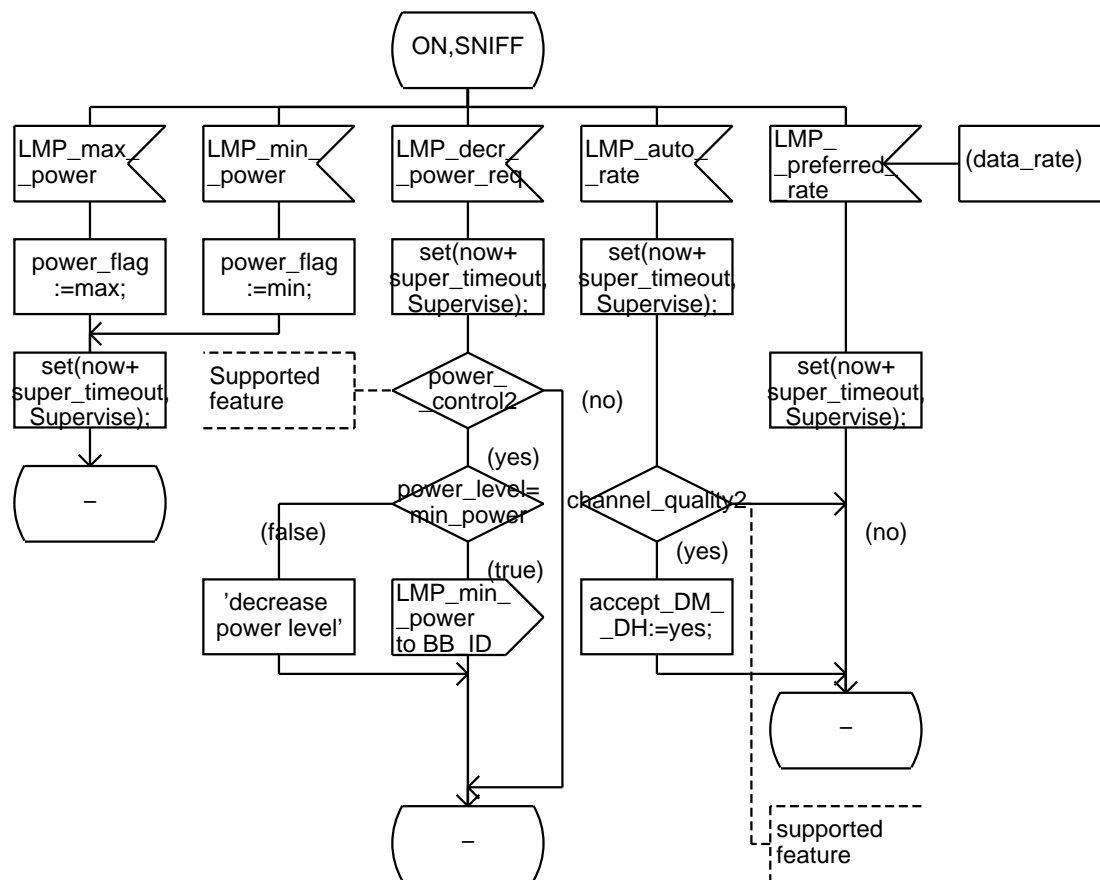 ON,SNIFF
LMP_max_
_power
LMP_min_
_power
LMP_decr_
_power_req
LMP_auto_
_rate
LMP_
_preferred_
_rate
(data_rate)
power_flag
:=max;
power_flag
:=min;
set(now+
super_timeout,
Supervise);
set(now+
super_timeout,
Supervise);
set(now+
super_timeout,
Supervise);
Supported
feature
power_
_control2
(no)
set(now+
super_timeout,
Supervise);
(yes)
–
power_level=
min_power
channel_quality2
(false)
(true)
(yes)
(no)
'decrease
power level'
LMP_min_
_power
to BB_ID
accept_DM_
_DH:=yes;
–
–
supported
feature